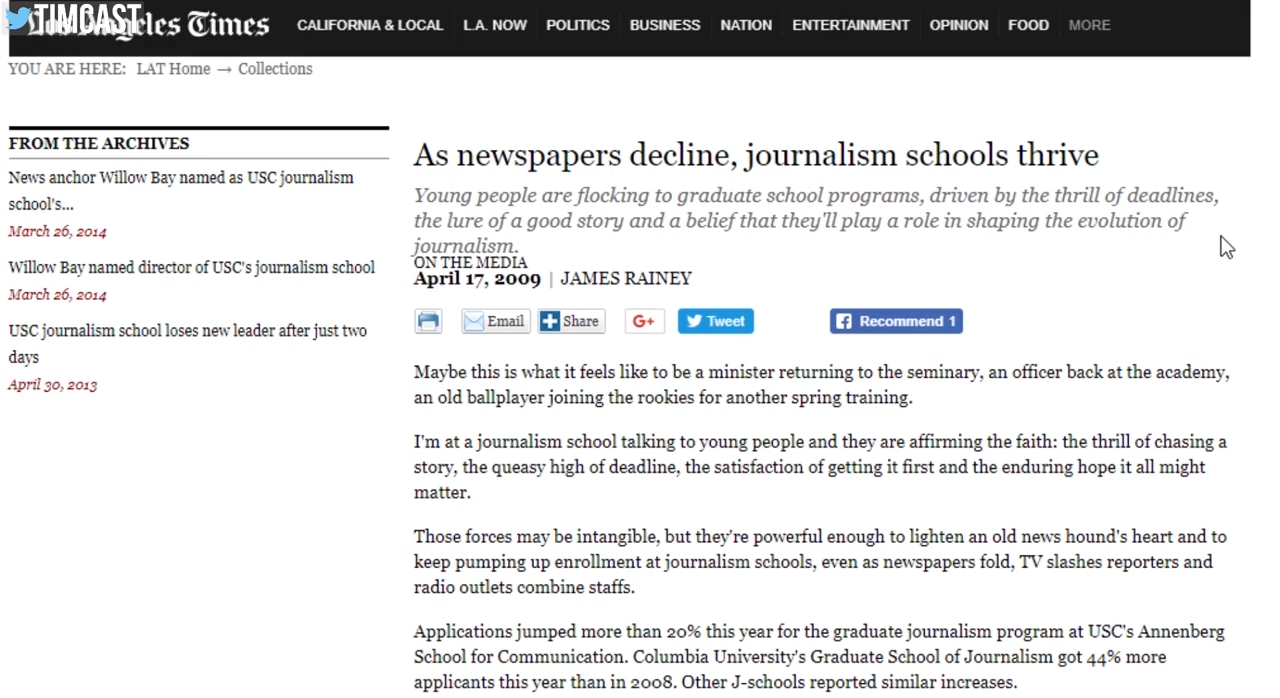 TIMCAST
Los Angeles Times CALIFORNIA & LOCAL L.A. NOW POLITICS BUSINESS NATION ENTERTAINMENT OPINION FOOD MORE
YOU ARE HERE: LAT Home → Collections
FROM THE ARCHIVES
News anchor Willow Bay named as USC journalism
school's...
March 26, 2014
Willow Bay named director of USC's journalism school
March 26, 2014
USC journalism school loses new leader after just two
days
April 30, 2013
As newspapers decline, journalism schools thrive
Young people are flocking to graduate school programs, driven by the thrill of deadlines,
the lure of a good story and a belief that they'll play a role in shaping the evolution of
journalism.
ON THE MEDIA
April 17, 2009 | JAMES RAINEY
Email Share G+ Tweet Recommend 1
Maybe this is what it feels like to be a minister returning to the seminary, an officer back at the academy,
an old ballplayer joining the rookies for another spring training.
I'm at a journalism school talking to young people and they are affirming the faith: the thrill of chasing a
story, the queasy high of deadline, the satisfaction of getting it first and the enduring hope it all might
matter.
Those forces may be intangible, but they're powerful enough to lighten an old news hound's heart and to
keep pumping up enrollment at journalism schools, even as newspapers fold, TV slashes reporters and
radio outlets combine staffs.
Applications jumped more than 20% this year for the graduate journalism program at USC's Annenberg
School for Communication. Columbia University's Graduate School of Journalism got 44% more
applicants this year than in 2008. Other J-schools reported similar increases.